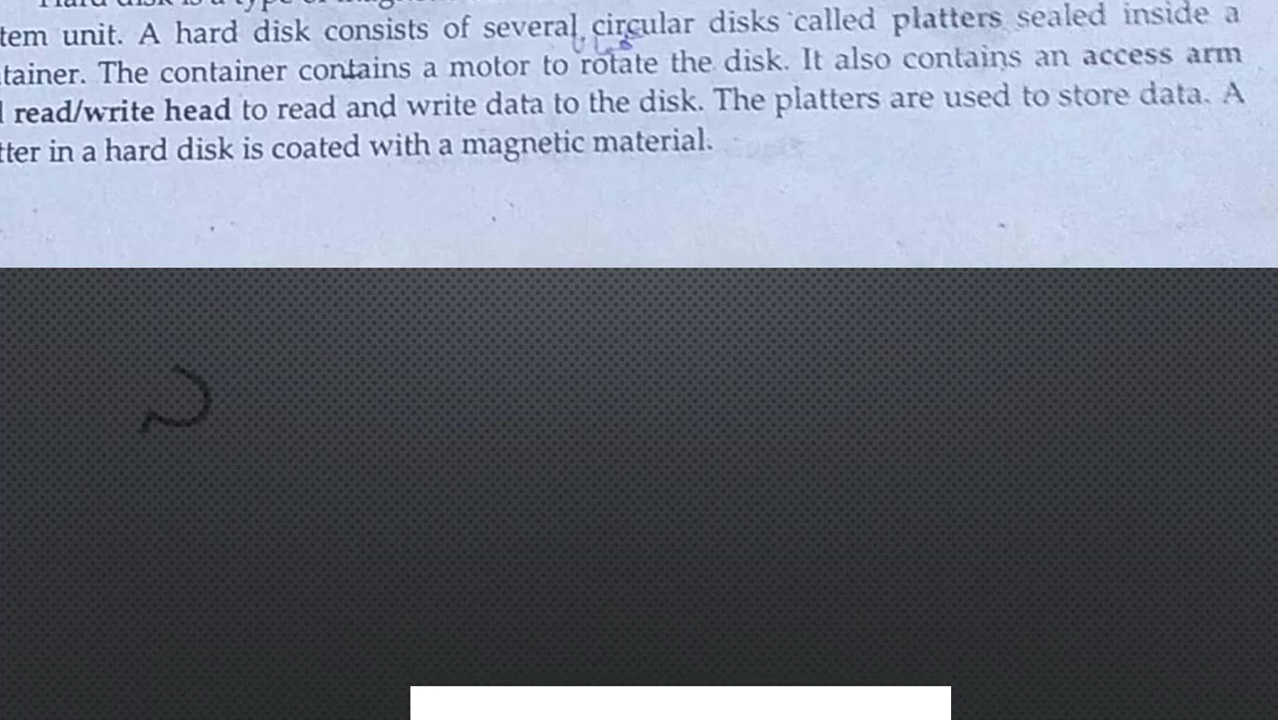 tem unit. A hard disk consists of several circular disks called platters sealed inside a
tainer. The container contains a motor to rotate the disk. It also contains an access arm
read/write head to read and write data to the disk. The platters are used to store data. A
tter in a hard disk is coated with a magnetic material.